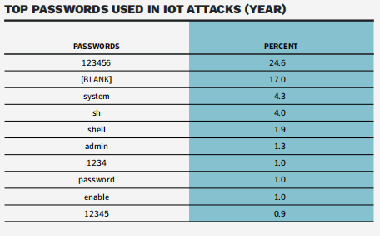 TOP PASSWORDS USED IN IOT ATTACKS (YEAR)
PASSWORDS PERCENT
123456 24.6
[BLANK] 17.0
system 4.3
sh 4.0
shell 1.9
admin 1.3
1234 1.0
password 1.0
enable 1.0
12345 0.9